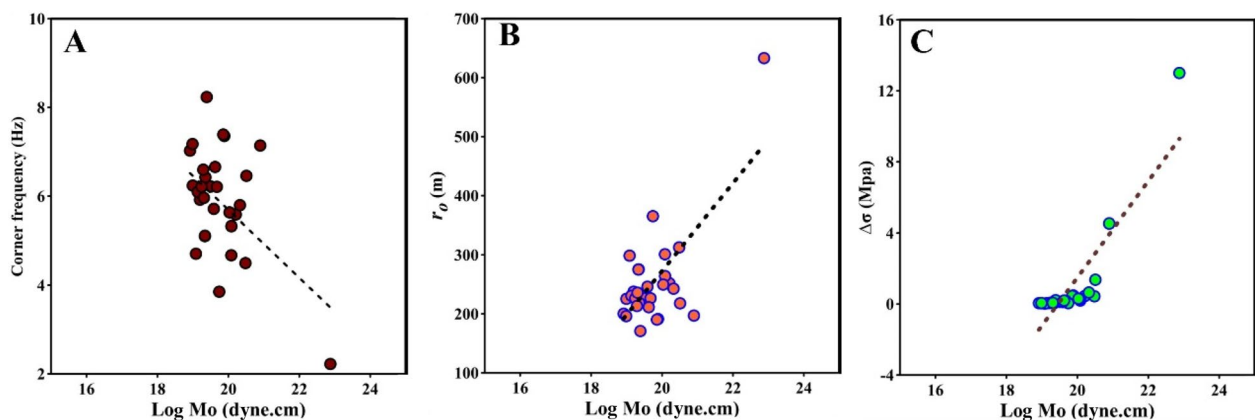 A
Corner frequency (Hz)
10
8
6
4
2
16 18 20 22 24
Log Mo (dyne.cm)
B
rₒ (m)
700
600
500
400
300
200
100
16 18 20 22 24
Log Mo (dyne.cm)
C
Δσ (Mpa)
16
12
8
4
0
−4
16 18 20 22 24
Log Mo (dyne.cm)